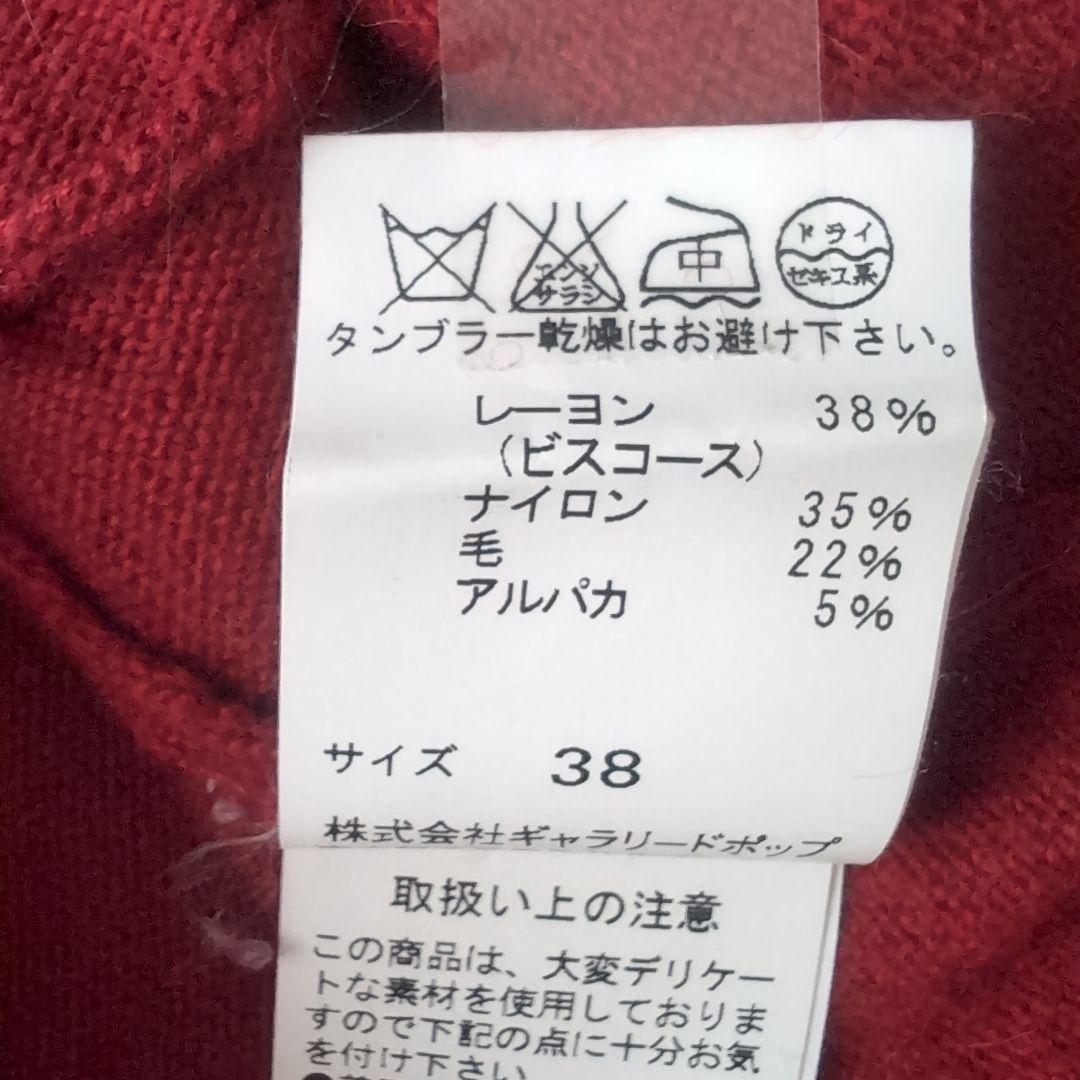 エンソ
サラシ
中
ドライ
セキユ系
タンブラー乾燥はお避け下さい。
レーヨン 38%
(ビスコース)
ナイロン 35%
毛 22%
アルパカ 5%
サイズ 38
株式会社ギャラリードポップ
取扱い上の注意
この商品は、大変デリケー
トな素材を使用しておりま
すので下記の点に十分お気
を付け下さい